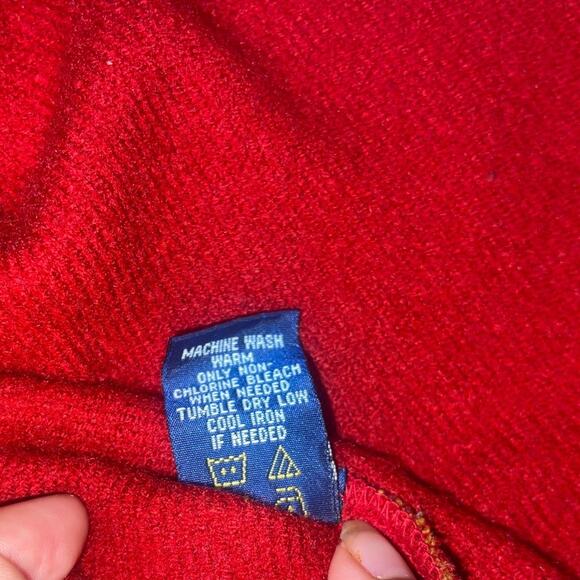 MACHINE WASH
WARM
ONLY NON-
CHLORINE BLEACH
WHEN NEEDED
TUMBLE DRY LOW
COOL IRON
IF NEEDED